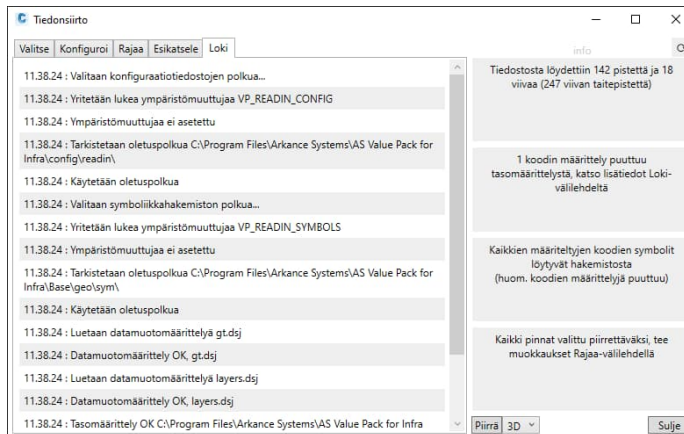 Tiedonsiirto
Valitse Konfiguroi Rajaa Esikatsele Loki
info
11.38.24 : Valitaan konfiguraatiotiedostojen polkua...
11.38.24 : Yritetään lukea ympäristömuuttujaa VP_READIN_CONFIG
11.38.24 : Ympäristömuuttujaa ei asetettu
11.38.24 : Tarkistetaan oletuspolkua C:\Program Files\Arkance Systems\AS Value Pack for
Infra\config\readin\
11.38.24 : Käytetään oletuspolkua
11.38.24 : Valitaan symboliikkahakemiston polkua...
11.38.24 : Yritetään lukea ympäristömuuttujaa VP_READIN_SYMBOLS
11.38.24 : Ympäristömuuttujaa ei asetettu
11.38.24 : Tarkistetaan oletuspolkua C:\Program Files\Arkance Systems\AS Value Pack for
Infra\Base\geo\sym\
11.38.24 : Käytetään oletuspolkua
11.38.24 : Luetaan datamuotomäärittelyä gt.dsj
11.38.24 : Datamuotomäärittely OK, gt.dsj
11.38.24 : Luetaan datamuotomäärittelyä layers.dsj
11.38.24 : Datamuotomäärittely OK, layers.dsj
11.38.24 : Tasomäärittely OK C:\Program Files\Arkance Systems\AS Value Pack for Infra
Tiedostosta löydettiin 142 pistettä ja 18
viivaa (247 viivan taitepistettä)
1 koodin määrittely puuttuu
tasomäärittelystä, katso lisätiedot Loki-
välilehdeltä
Kaikkien määriteltyjen koodien symbolit
löytyvät hakemistosta
(huom. koodien määrittelyjä puuttuu)
Kaikki pinnat valittu piirrettäväksi, tee
muokkaukset Rajaa-välilehdellä
Piirrä 3D Sulje